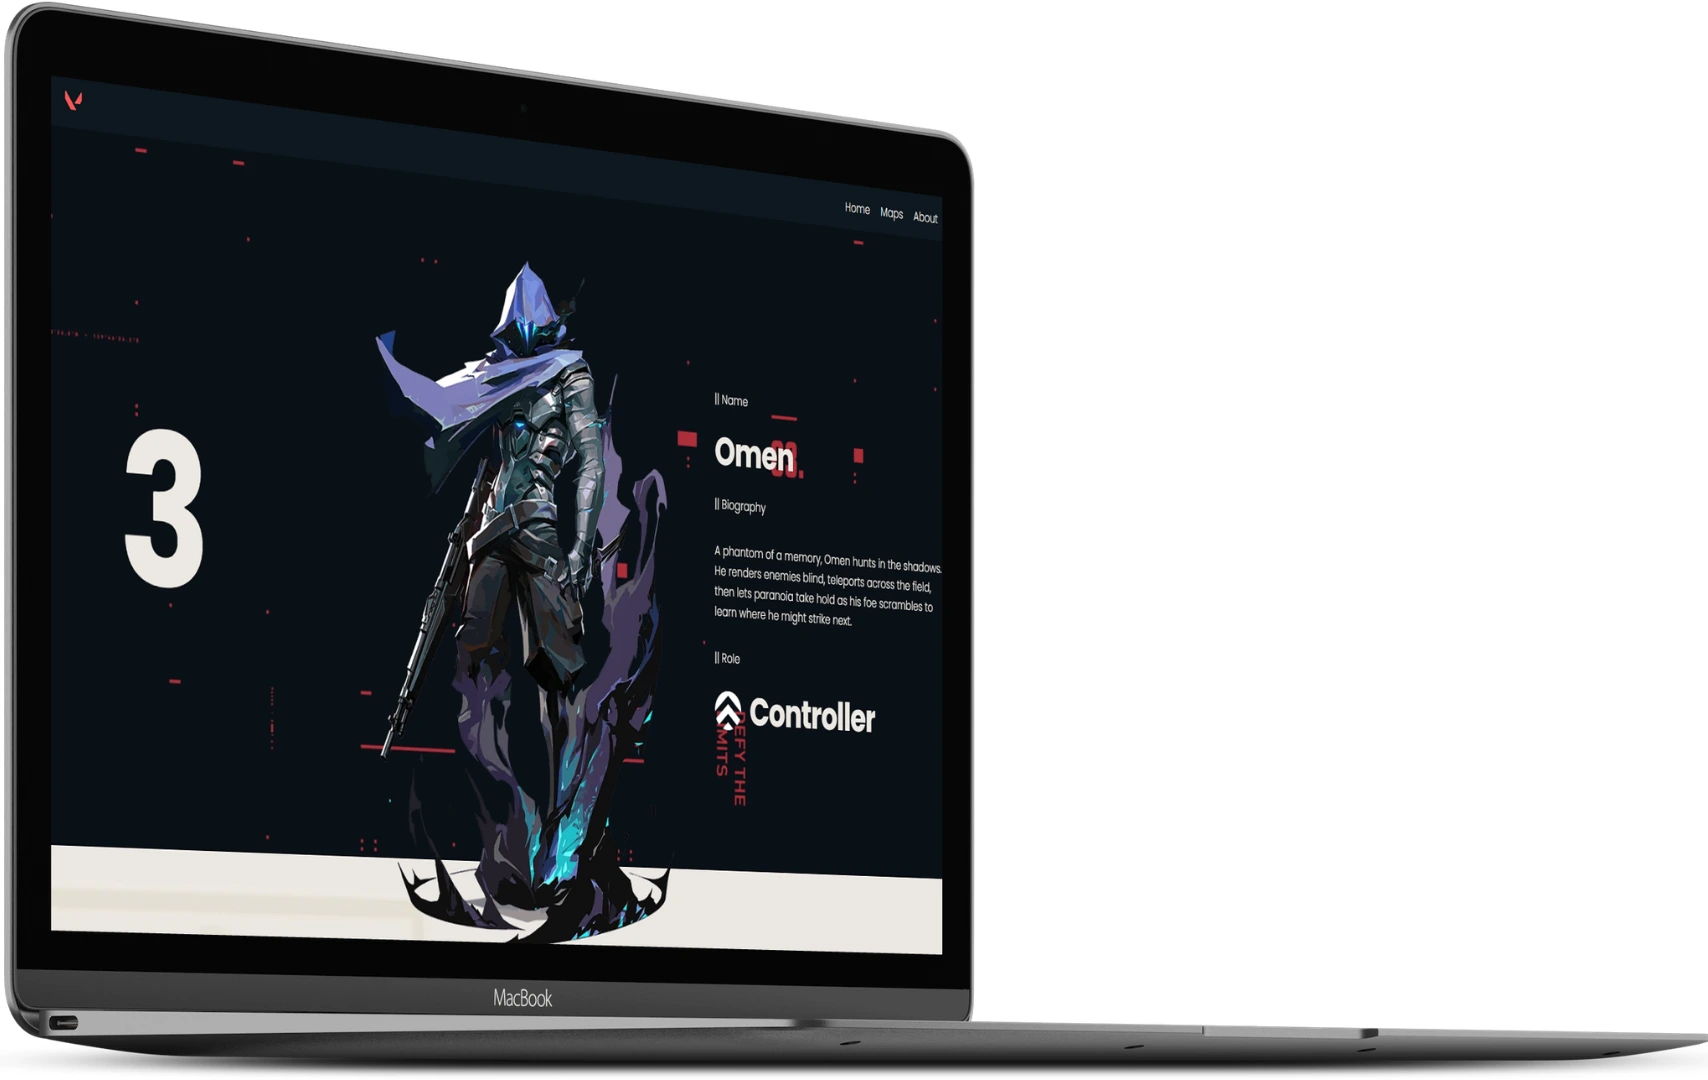 Home Maps About
|| Name
Omen
3
|| Biography
A phantom of a memory, Omen hunts in the shadows.
He renders enemies blind, teleports across the field,
then lets paranoia take hold as his foe scrambles to
learn where he might strike next.
|| Role
Controller
DEFY THE
MacBook